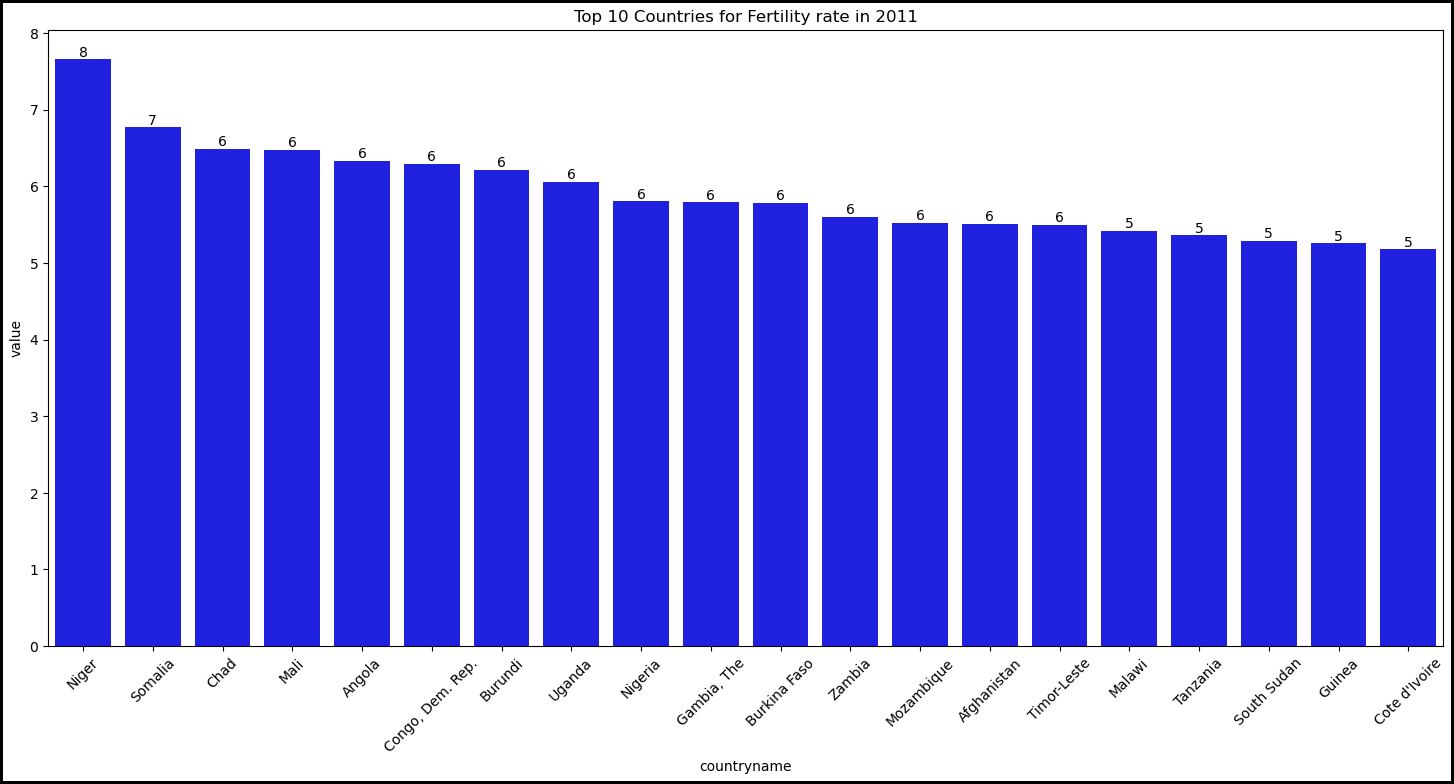 Top 10 Countries for Fertility rate in 2011
8
7
6
5
4
3
2
1
0
value
8
7
6
6
6
6
6
6
6
6
6
6
6
6
6
5
5
5
5
5
Niger
Somalia
Chad
Mali
Angola
Congo, Dem. Rep.
Burundi
Uganda
Nigeria
Gambia, The
Burkina Faso
Zambia
Mozambique
Afghanistan
Timor-Leste
Malawi
Tanzania
South Sudan
Guinea
Cote d'Ivoire
countryname